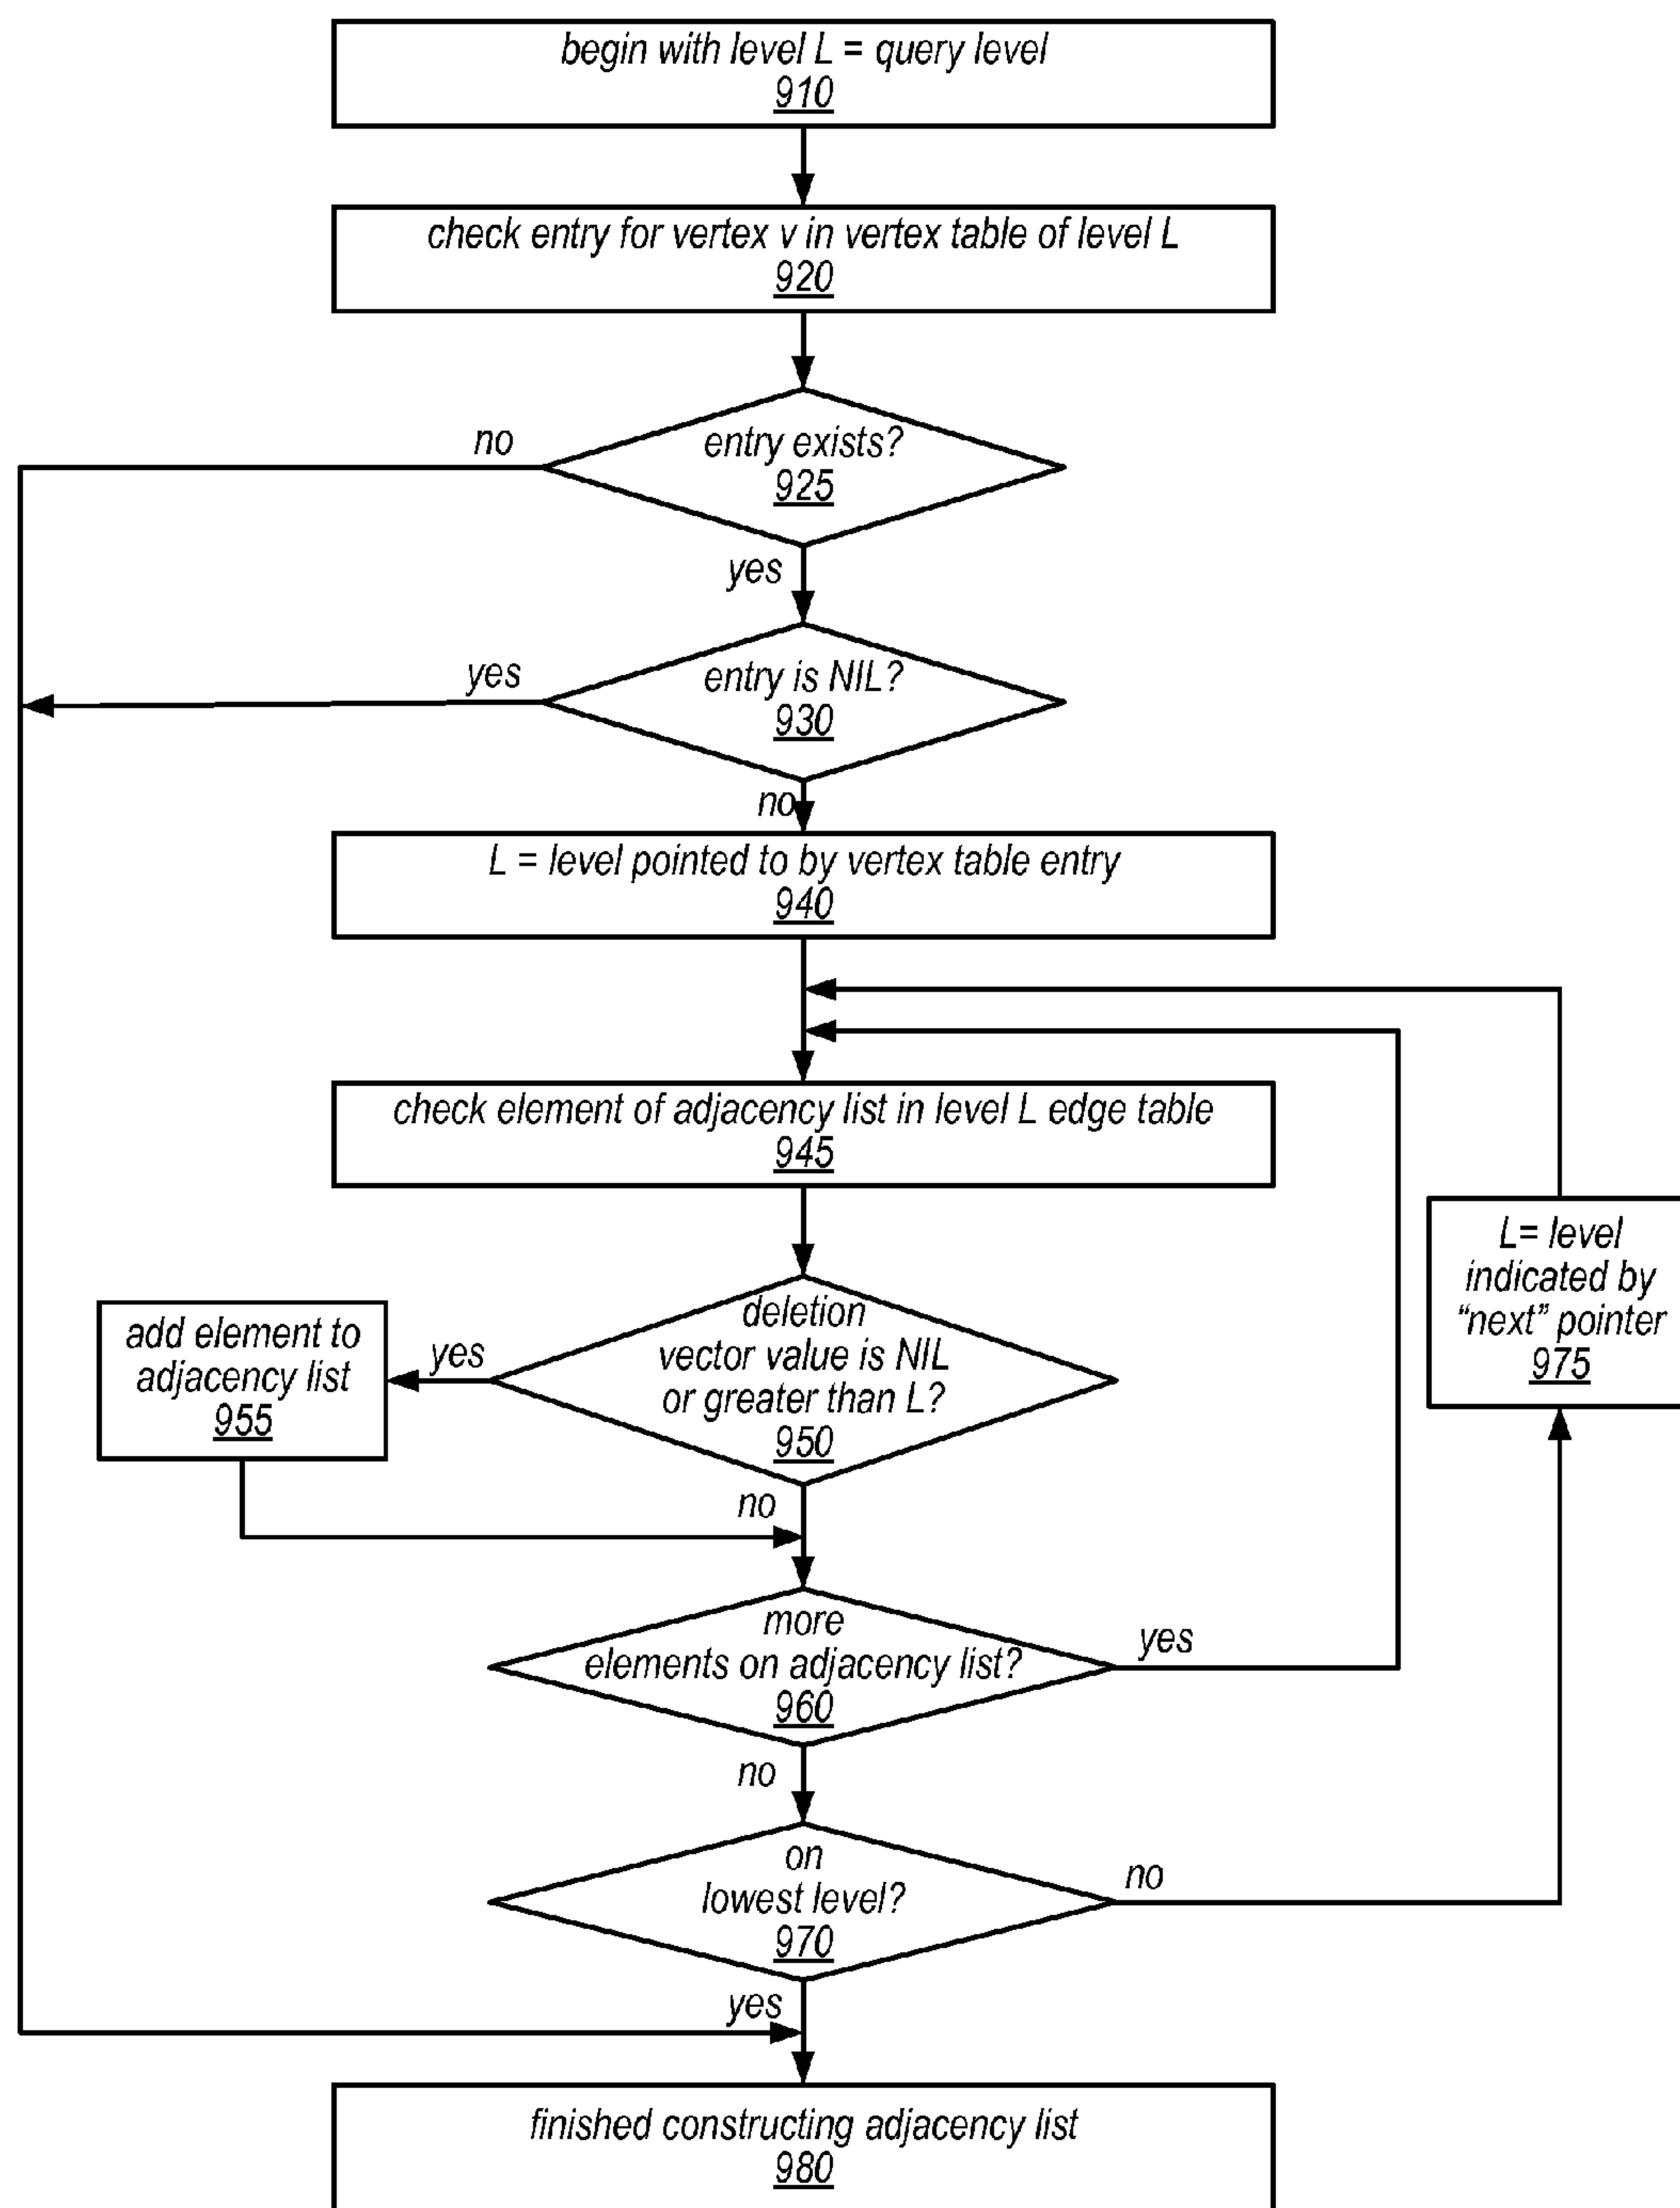 begin with level L = query level
910
check entry for vertex v in vertex table of level L
920
entry exists?
925
no
yes
entry is NIL?
930
yes
no
L = level pointed to by vertex table entry
940
check element of adjacency list in level L edge table
945
deletion
vector value is NIL
or greater than L?
950
yes
add element to
adjacency list
955
no
L= level
indicated by
“next” pointer
975
more
elements on adjacency list?
960
yes
no
on
lowest level?
970
no
yes
finished constructing adjacency list
980